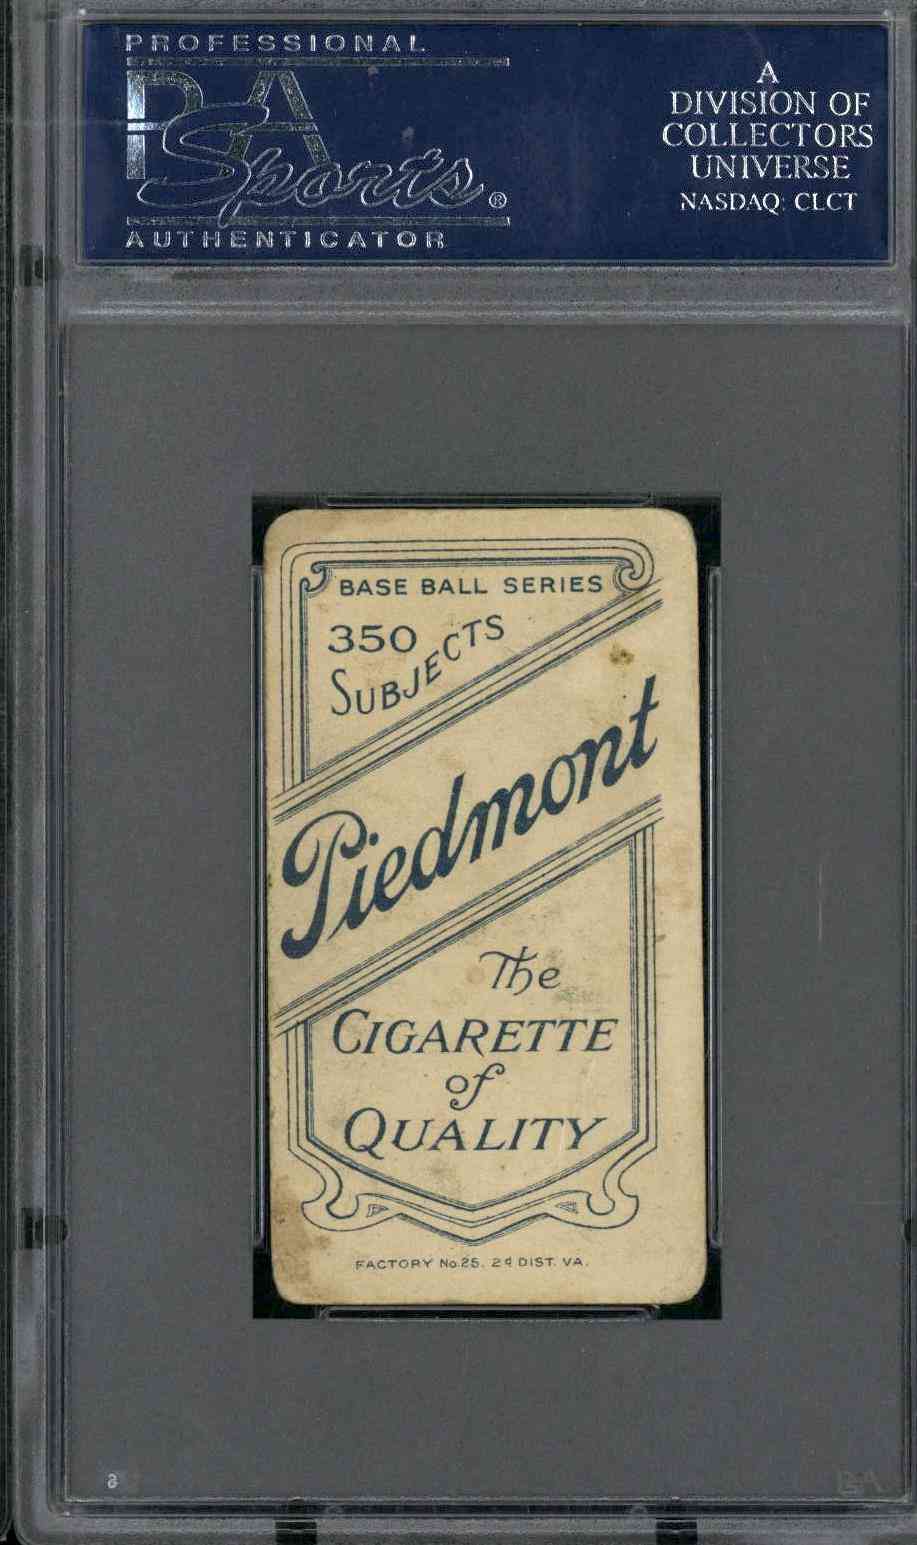 PROFESSIONAL
PSA
Sports®
AUTHENTICATOR
A
DIVISION OF
COLLECTORS
UNIVERSE
NASDAQ: CLCT
BASE BALL SERIES
350
SUBJECTS
Piedmont
The
CIGARETTE
of
QUALITY
FACTORY No. 25. 2d DIST. VA.
PSA